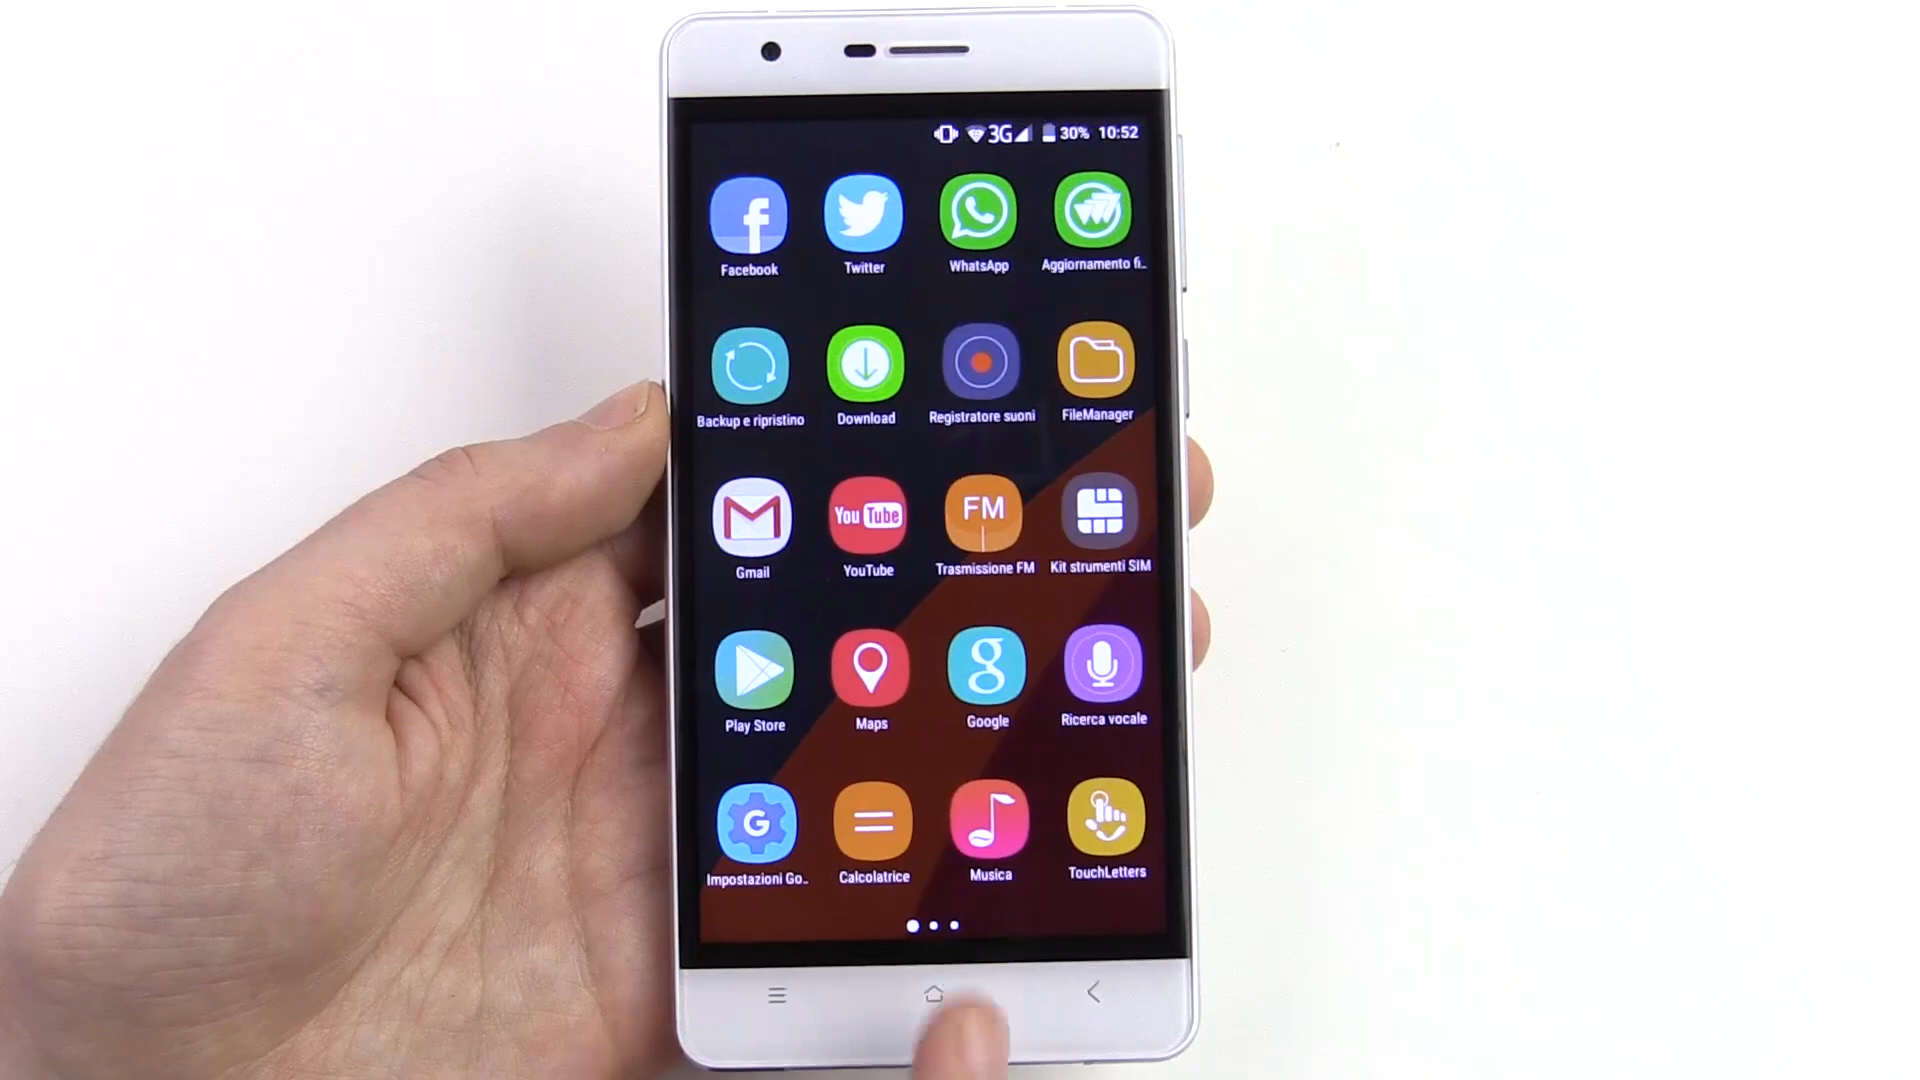 3G 30% 10:52
f
Facebook Twitter WhatsApp Aggiornamento fi..
Backup e ripristino Download Registratore suoni FileManager
You Tube FM
Gmail YouTube Trasmissione FM Kit strumenti SIM
g
Play Store Maps Google Ricerca vocale
G
Impostazioni Go.. Calcolatrice Musica TouchLetters